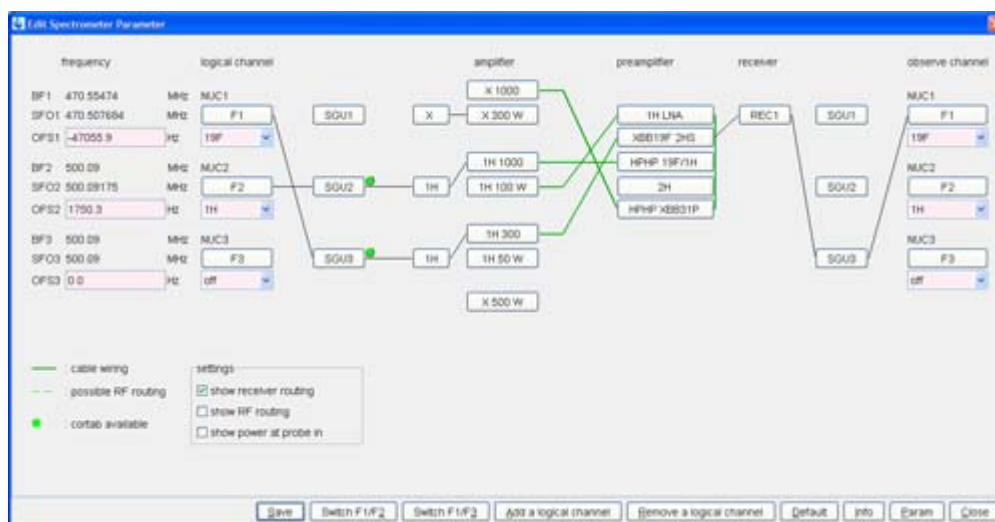 Edit Spectrometer Parameter
frequency logical channel amplifier preamplifier receiver observe channel
BF1 470.55474 MHz NUC1 X 1000 NUC1
SFO1 470.507684 MHz F1 SGU1 X X 300 W 1H LNA REC1 SGU1 F1
OFS1 -47055.9 Hz 19F XBB19F 2HS 19F
BF2 500.09 MHz NUC2 1H 1000 HPHP 19F/1H NUC2
SFO2 500.09175 MHz F2 SGU2 1H 1H 100 W 2H SGU2 F2
OFS2 1750.3 Hz 1H HPHP XBB31P 1H
BF3 500.09 MHz NUC3 1H 300 NUC3
SFO3 500.09 MHz F3 SGU3 1H 1H 50 W SGU3 F3
OFS3 0.0 Hz off off
X 500 W
: cable wiring settings
: possible RF routing show receiver routing
show RF routing
: cortab available show power at probe in
Save Switch F1/F2 Switch F1/F3 Add a logical channel Remove a logical channel Default Info Param Close